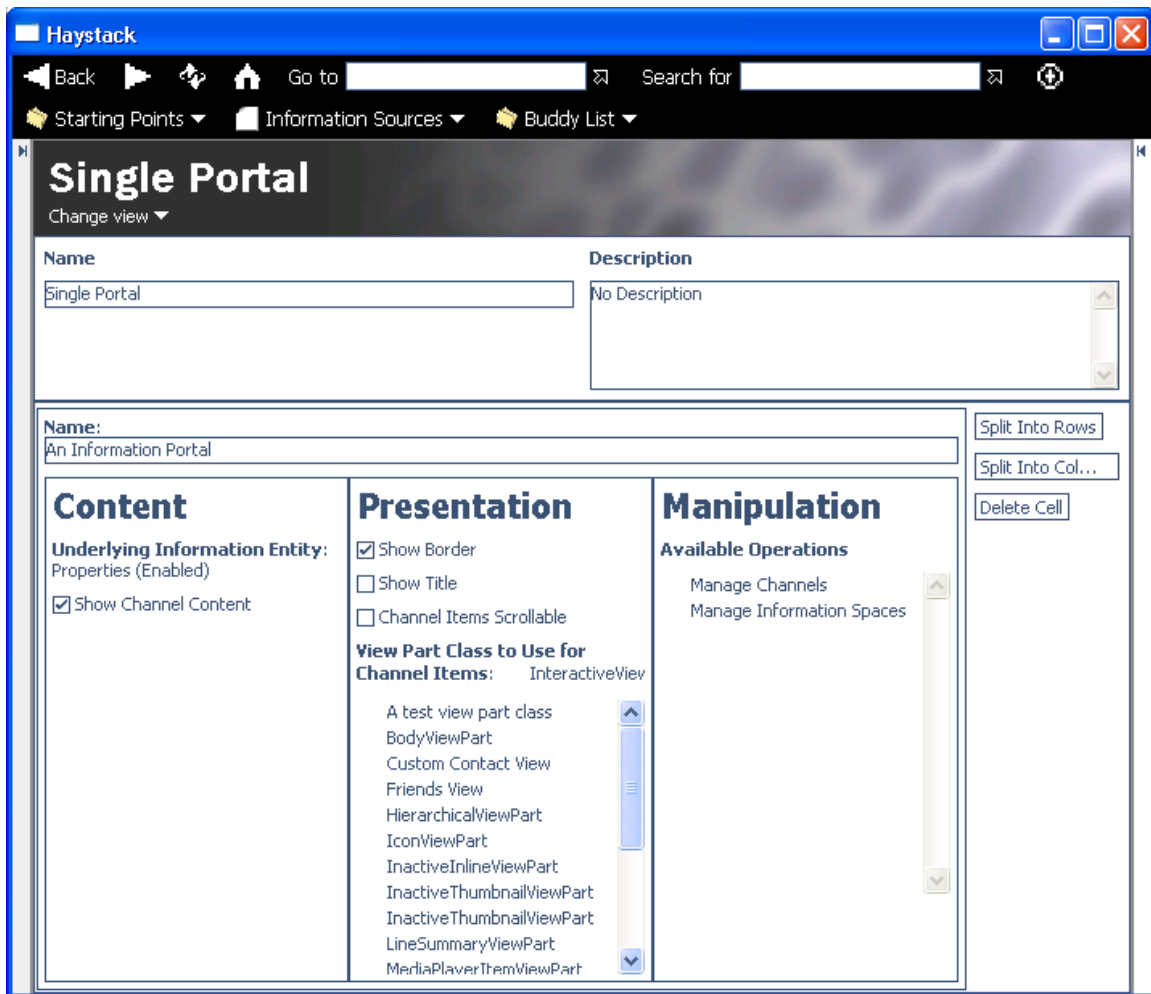 Haystack
Back Go to Search for
Starting Points Information Sources Buddy List
Single Portal
Change view
Name Description
Single Portal No Description
Name:
An Information Portal
Split Into Rows
Split Into Col...
Delete Cell
Content
Underlying Information Entity:
Properties (Enabled)
Show Channel Content
Presentation
Show Border
Show Title
Channel Items Scrollable
View Part Class to Use for
Channel Items: InteractiveView
A test view part class
BodyViewPart
Custom Contact View
Friends View
HierarchicalViewPart
IconViewPart
InactiveInlineViewPart
InactiveThumbnailViewPart
InactiveThumbnailViewPart
LineSummaryViewPart
MediaPlayerItemViewPart
Manipulation
Available Operations
Manage Channels
Manage Information Spaces